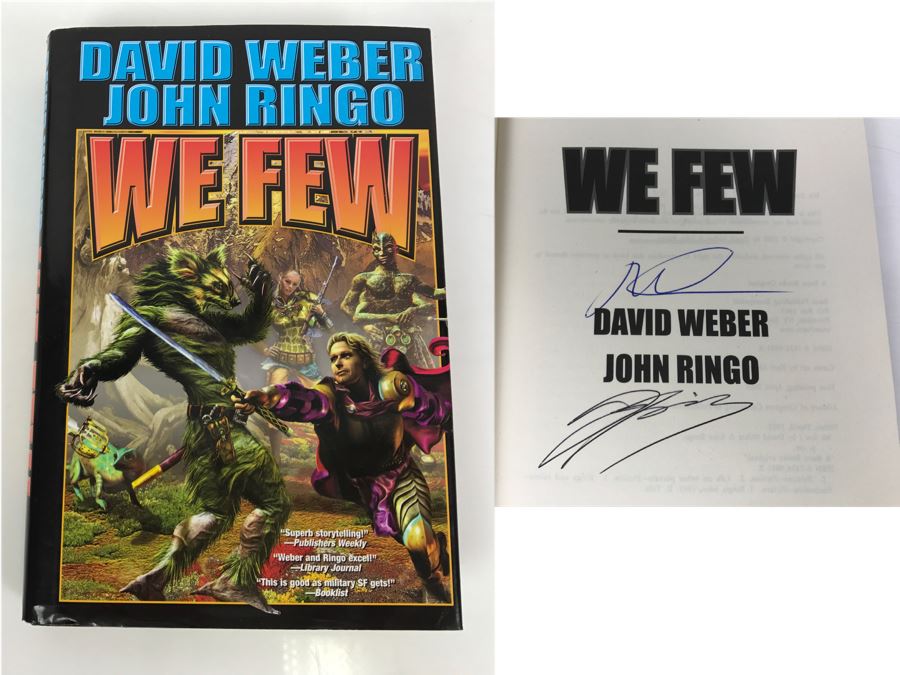 DAVID WEBER
JOHN RINGO
WE FEW
"Superb storytelling!"
—Publishers Weekly
"Weber and Ringo excel!"
—Library Journal
"This is good as military SF gets!"
—Booklist
WE FEW
DAVID WEBER
JOHN RINGO